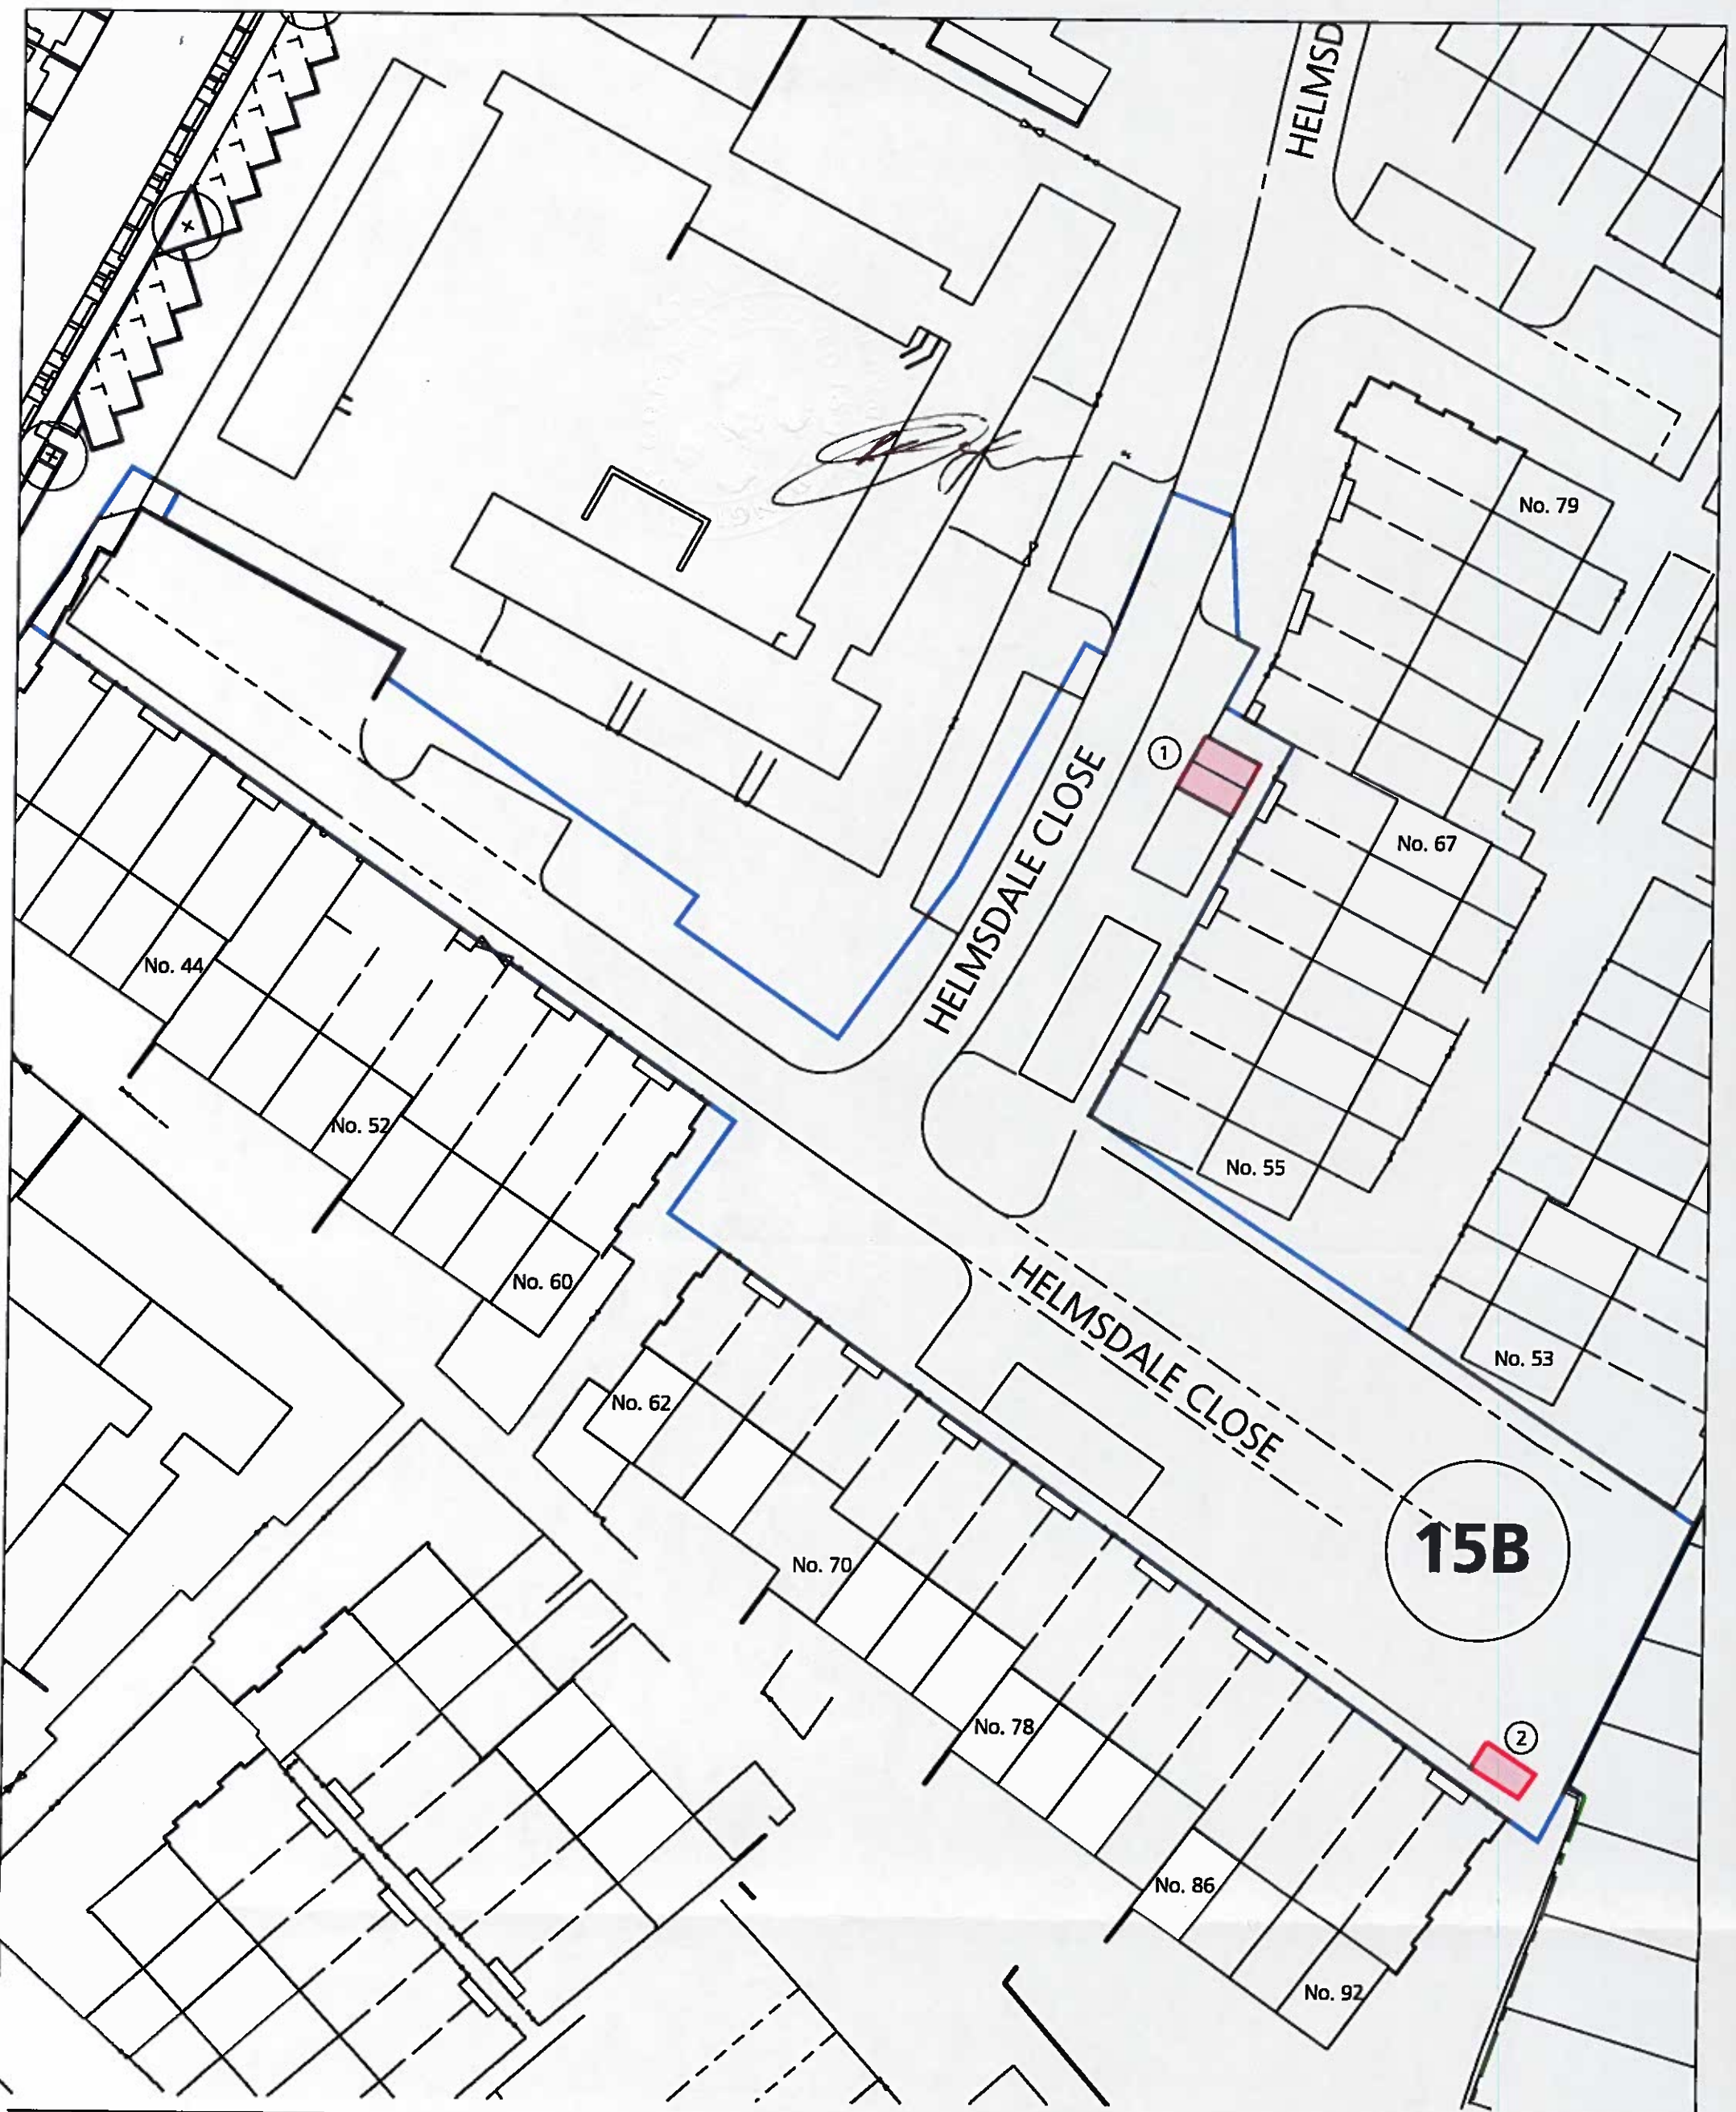 HELMSD
No. 79
1
No. 67
HELMSDALE CLOSE
No. 44
No. 52
No. 55
No. 60
HELMSDALE CLOSE
No. 53
No. 62
15B
No. 70
No. 78
2
No. 86
No. 92